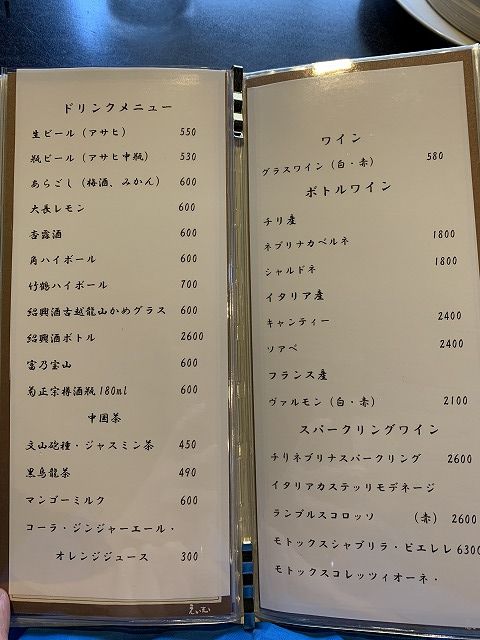 ドリンクメニュー
生ビール（アサヒ） 550
瓶ビール（アサヒ中瓶） 530
あらごし（梅酒、みかん） 600
大長レモン 600
杏露酒 600
角ハイボール 600
竹鶴ハイボール 700
紹興酒古越龍山かめグラス 600
紹興酒ボトル 2600
富乃宝山 600
菊正宗樽酒瓶180ml 600
中国茶
文山砲種・ジャスミン茶 450
黒烏龍茶 490
マンゴーミルク 600
コーラ・ジンジャーエール・
オレンジジュース 300
ワイン
グラスワイン（白・赤） 580
ボトルワイン
チリ産
ネブリナカベルネ 1800
シャルドネ 1800
イタリア産
キャンティー 2400
ソアベ 2400
フランス産
ヴァルモン（白・赤） 2100
スパークリングワイン
チリネブリナスパークリング 2600
イタリアカステッリモデネージ
ランブルスコロッソ （赤） 2600
モトックスシャブリラ・ピエレレ 6300
モトックスコレッツィオーネ・